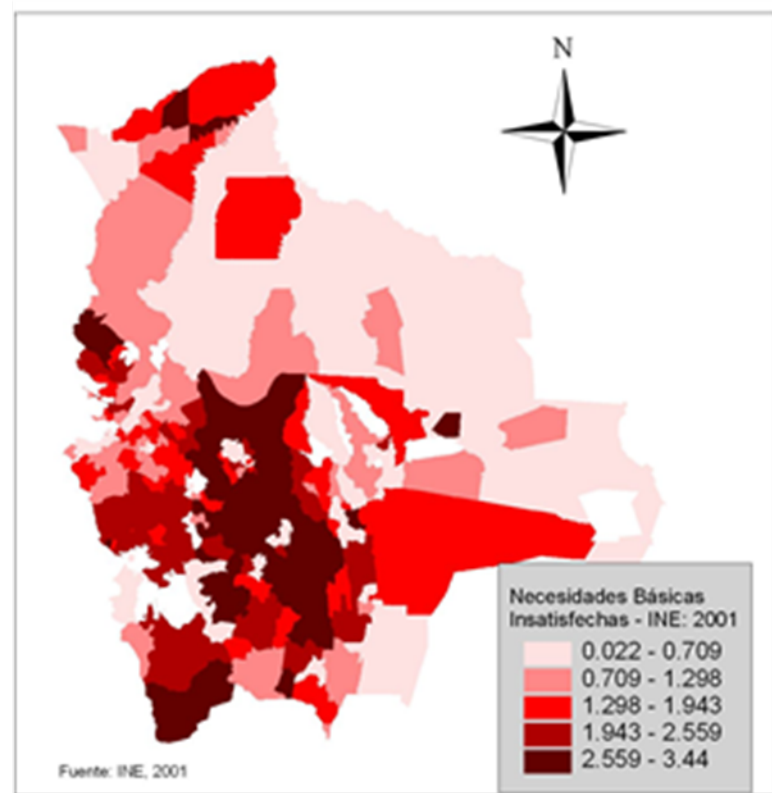 N
Necesidades Básicas
Insatisfechas - INE: 2001
0.022 - 0.709
0.709 - 1.298
1.298 - 1.943
1.943 - 2.559
2.559 - 3.44
Fuente: INE, 2001